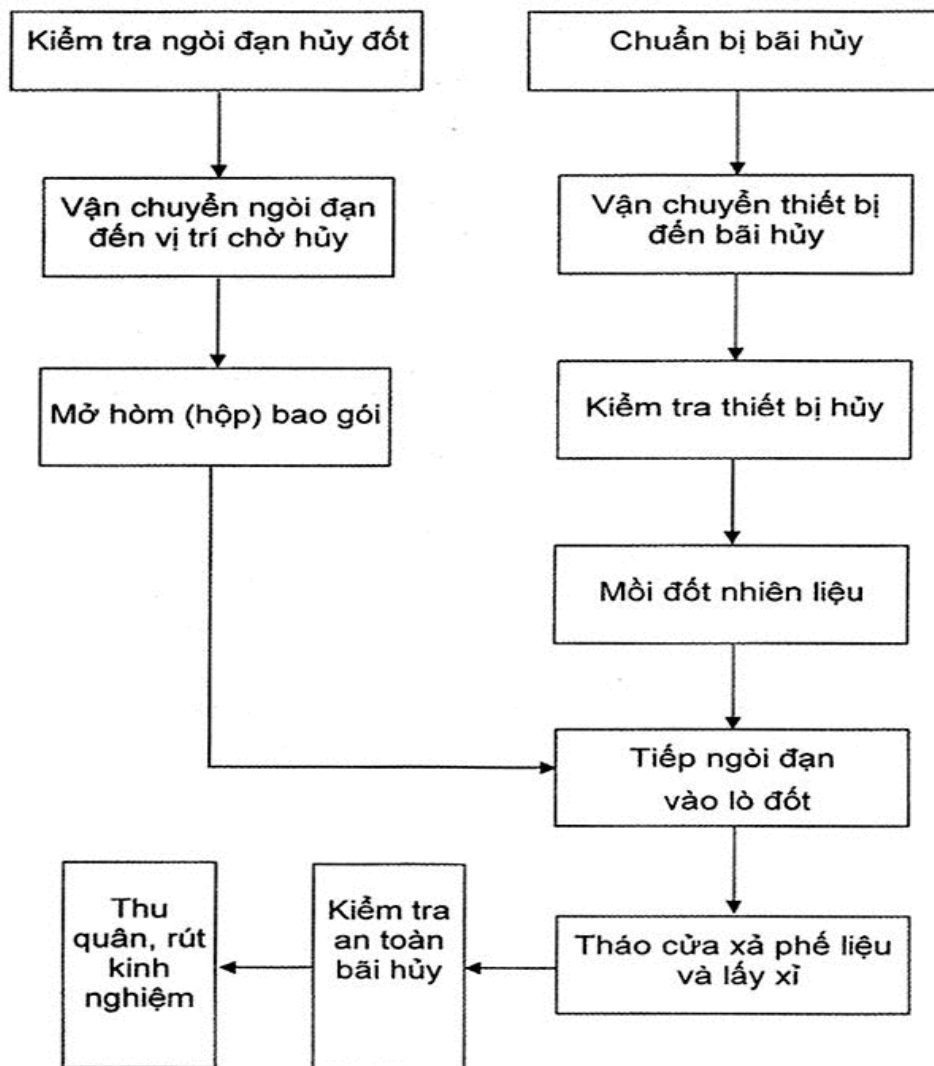 Kiểm tra ngòi đạn hủy đốt
Chuẩn bị bãi hủy
Vận chuyển ngòi đạn
đến vị trí chờ hủy
Vận chuyển thiết bị
đến bãi hủy
Mở hòm (hộp) bao gói
Kiểm tra thiết bị hủy
Mồi đốt nhiên liệu
Tiếp ngòi đạn
vào lò đốt
Thu
quân, rút
kinh
nghiệm
Kiểm tra
an toàn
bãi hủy
Tháo cửa xả phế liệu
và lấy xỉ